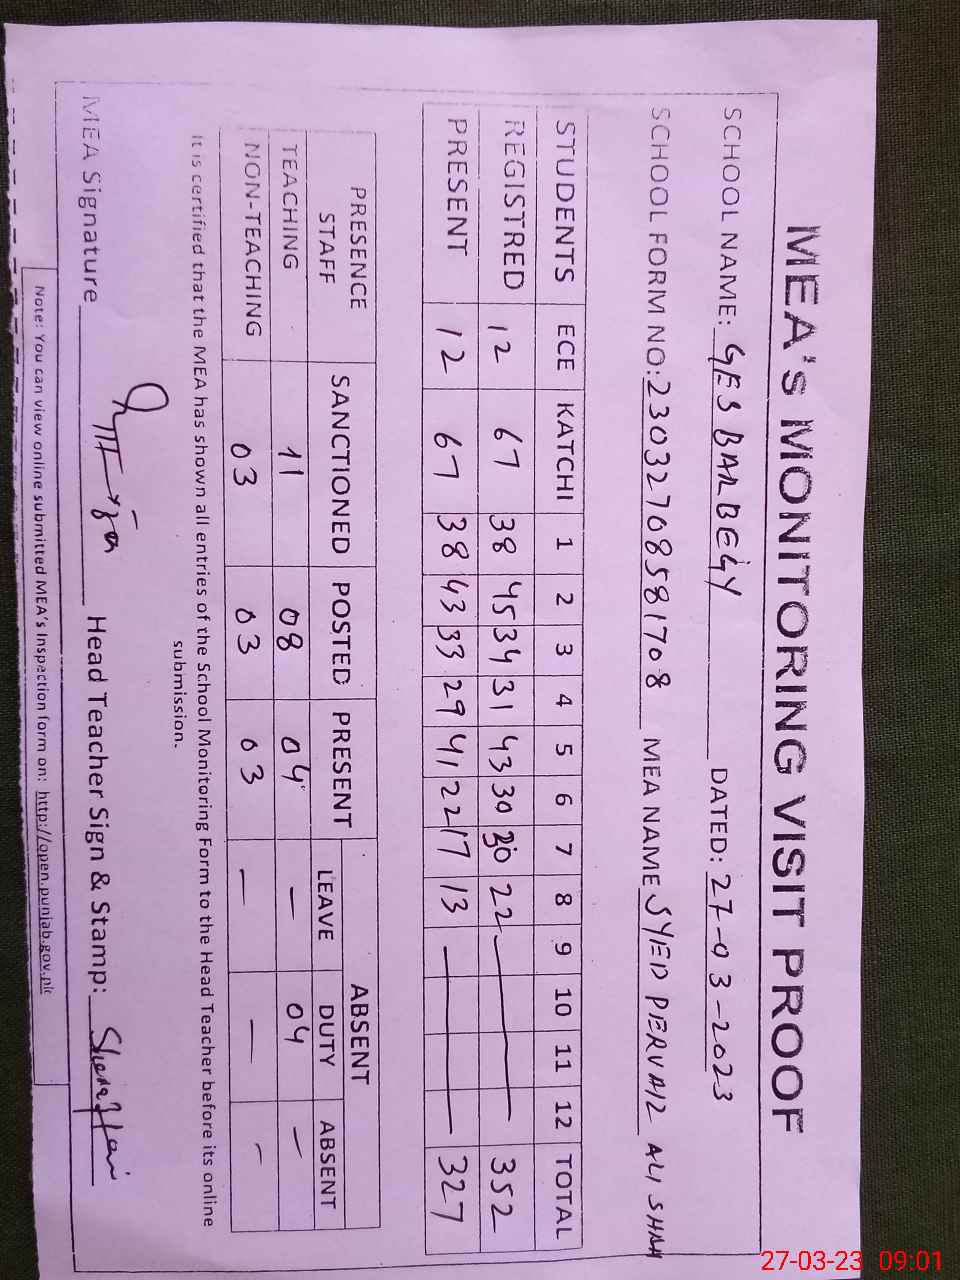 MEA's MONITORING VISIT PROOF
SCHOOL NAME: GES BAR BEGY DATED: 27-03-2023
SCHOOL FORM NO: 23032708581708 MEA NAME SYED PERVAIZ ALI SHAH
STUDENTS ECE KATCHI 1 2 3 4 5 6 7 8 9 10 11 12 TOTAL
REGISTRED 12 67 38 45 34 31 43 30 30 22 — 352
PRESENT 12 67 38 43 33 29 41 22 17 13 — 327
PRESENCE STAFF SANCTIONED POSTED PRESENT ABSENT
LEAVE DUTY ABSENT
TEACHING 11 08 04 — 04 —
NON-TEACHING 03 03 03 — — —
It is certified that the MEA has shown all entries of the School Monitoring Form to the Head Teacher before its online
submission.
MEA Signature Head Teacher Sign & Stamp:
Note: You can view online submitted MEA's Inspection form on: http://open.punjab.gov.pk
27-03-23 09:01